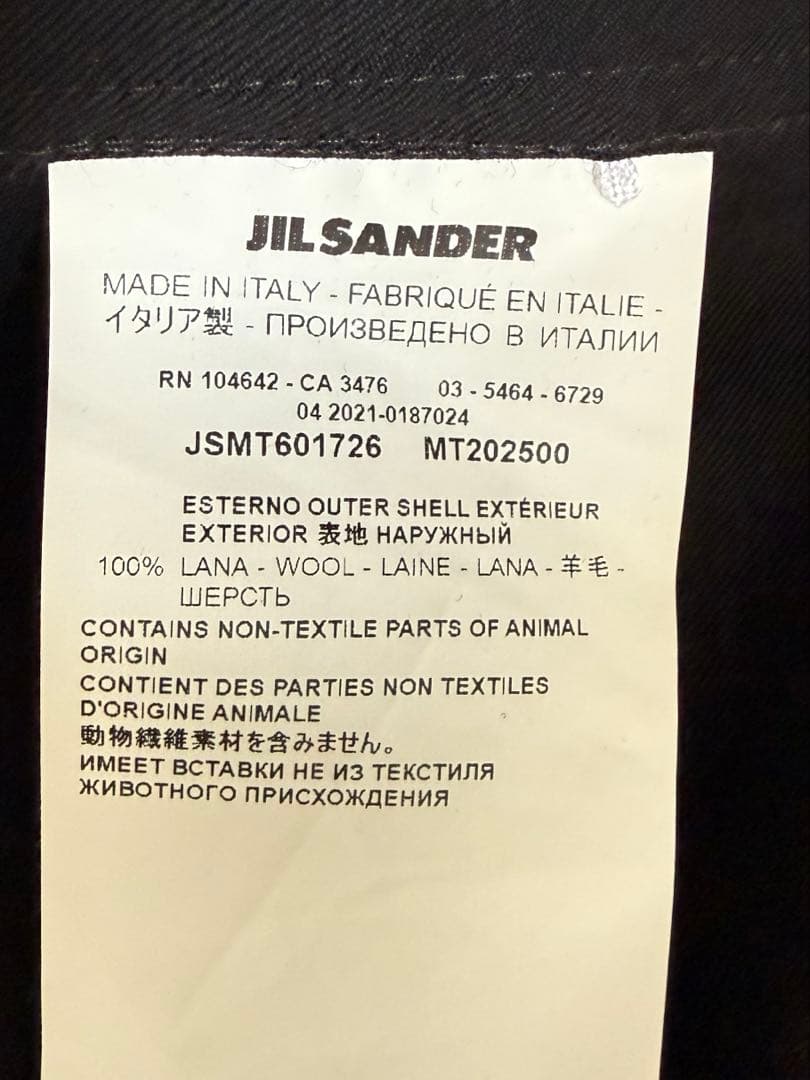 JIL SANDER
MADE IN ITALY - FABRIQUÉ EN ITALIE -
イタリア製 - ПРОИЗВЕДЕНО В ИТАЛИИ
RN 104642 - CA 3476 03 - 5464 - 6729
04 2021-0187024
JSMT601726 MT202500
ESTERNO OUTER SHELL EXTÉRIEUR
EXTERIOR 表地 НАРУЖНЫЙ
100% LANA - WOOL - LAINE - LANA - 羊毛 -
ШЕРСТЬ
CONTAINS NON-TEXTILE PARTS OF ANIMAL
ORIGIN
CONTIENT DES PARTIES NON TEXTILES
D'ORIGINE ANIMALE
動物繊維素材を含みません。
ИМЕЕТ ВСТАВКИ НЕ ИЗ ТЕКСТИЛЯ
ЖИВОТНОГО ПРИСХОЖДЕНИЯ